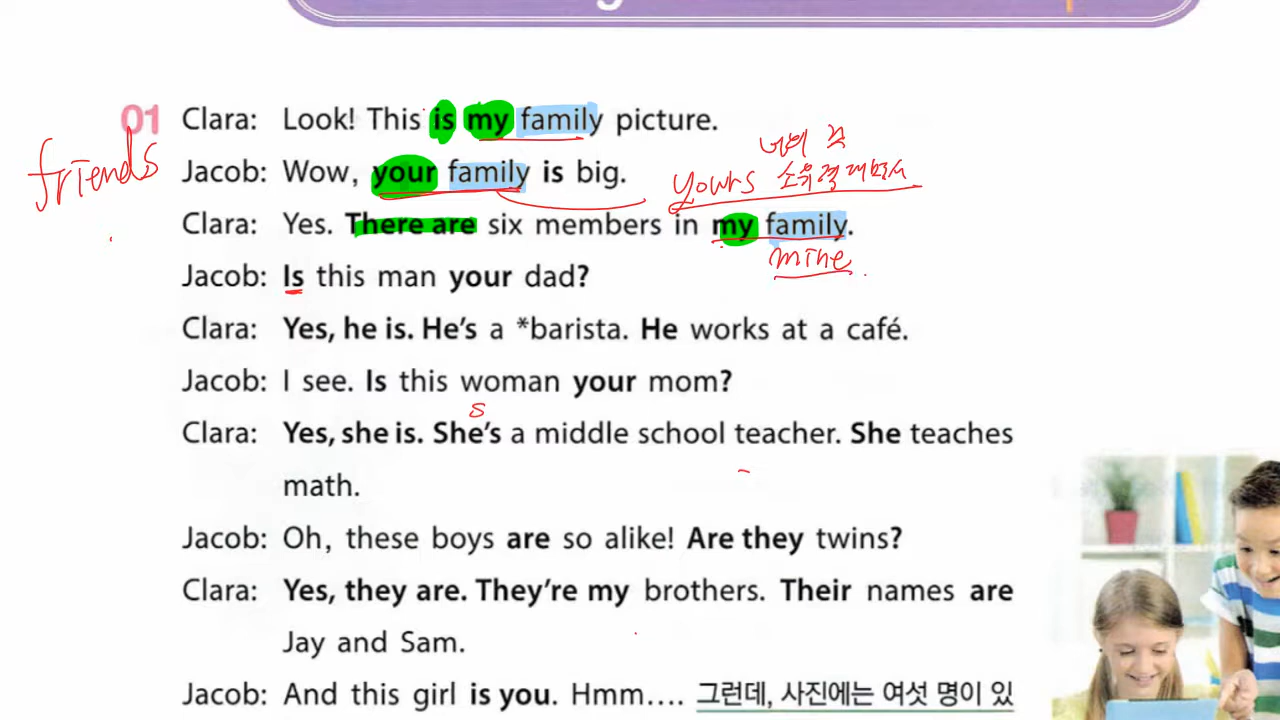 01 Clara: Look! This is my family picture.
friends
Jacob: Wow, your family is big.
yours 소유격대명사
Clara: Yes. There are six members in my family.
mine
Jacob: Is this man your dad?
Clara: Yes, he is. He's a *barista. He works at a café.
Jacob: I see. Is this woman your mom?
s
Clara: Yes, she is. She's a middle school teacher. She teaches
math.
Jacob: Oh, these boys are so alike! Are they twins?
Clara: Yes, they are. They're my brothers. Their names are
Jay and Sam.
Jacob: And this girl is you. Hmm.... 그런데, 사진에는 여섯 명이 있